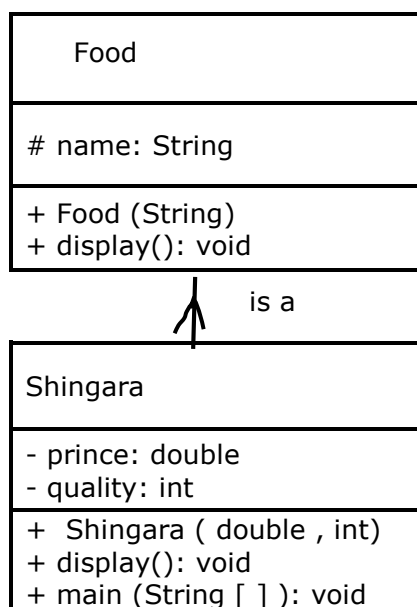 Food
# name: String
+ Food (String)
+ display(): void
is a
Shingara
- prince: double
- quality: int
+ Shingara ( double , int)
+ display(): void
+ main (String [ ] ): void